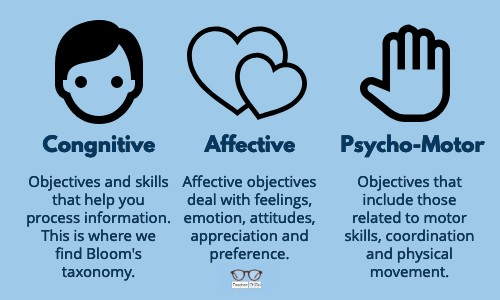 Congnitive
Objectives and skills
that help you
process information.
This is where we
find Bloom's
taxonomy.
Affective
Affective objectives
deal with feelings,
emotion, attitudes,
appreciation and
preference.
Psycho-Motor
Objectives that
include those
related to motor
skills, coordination
and physical
movement.